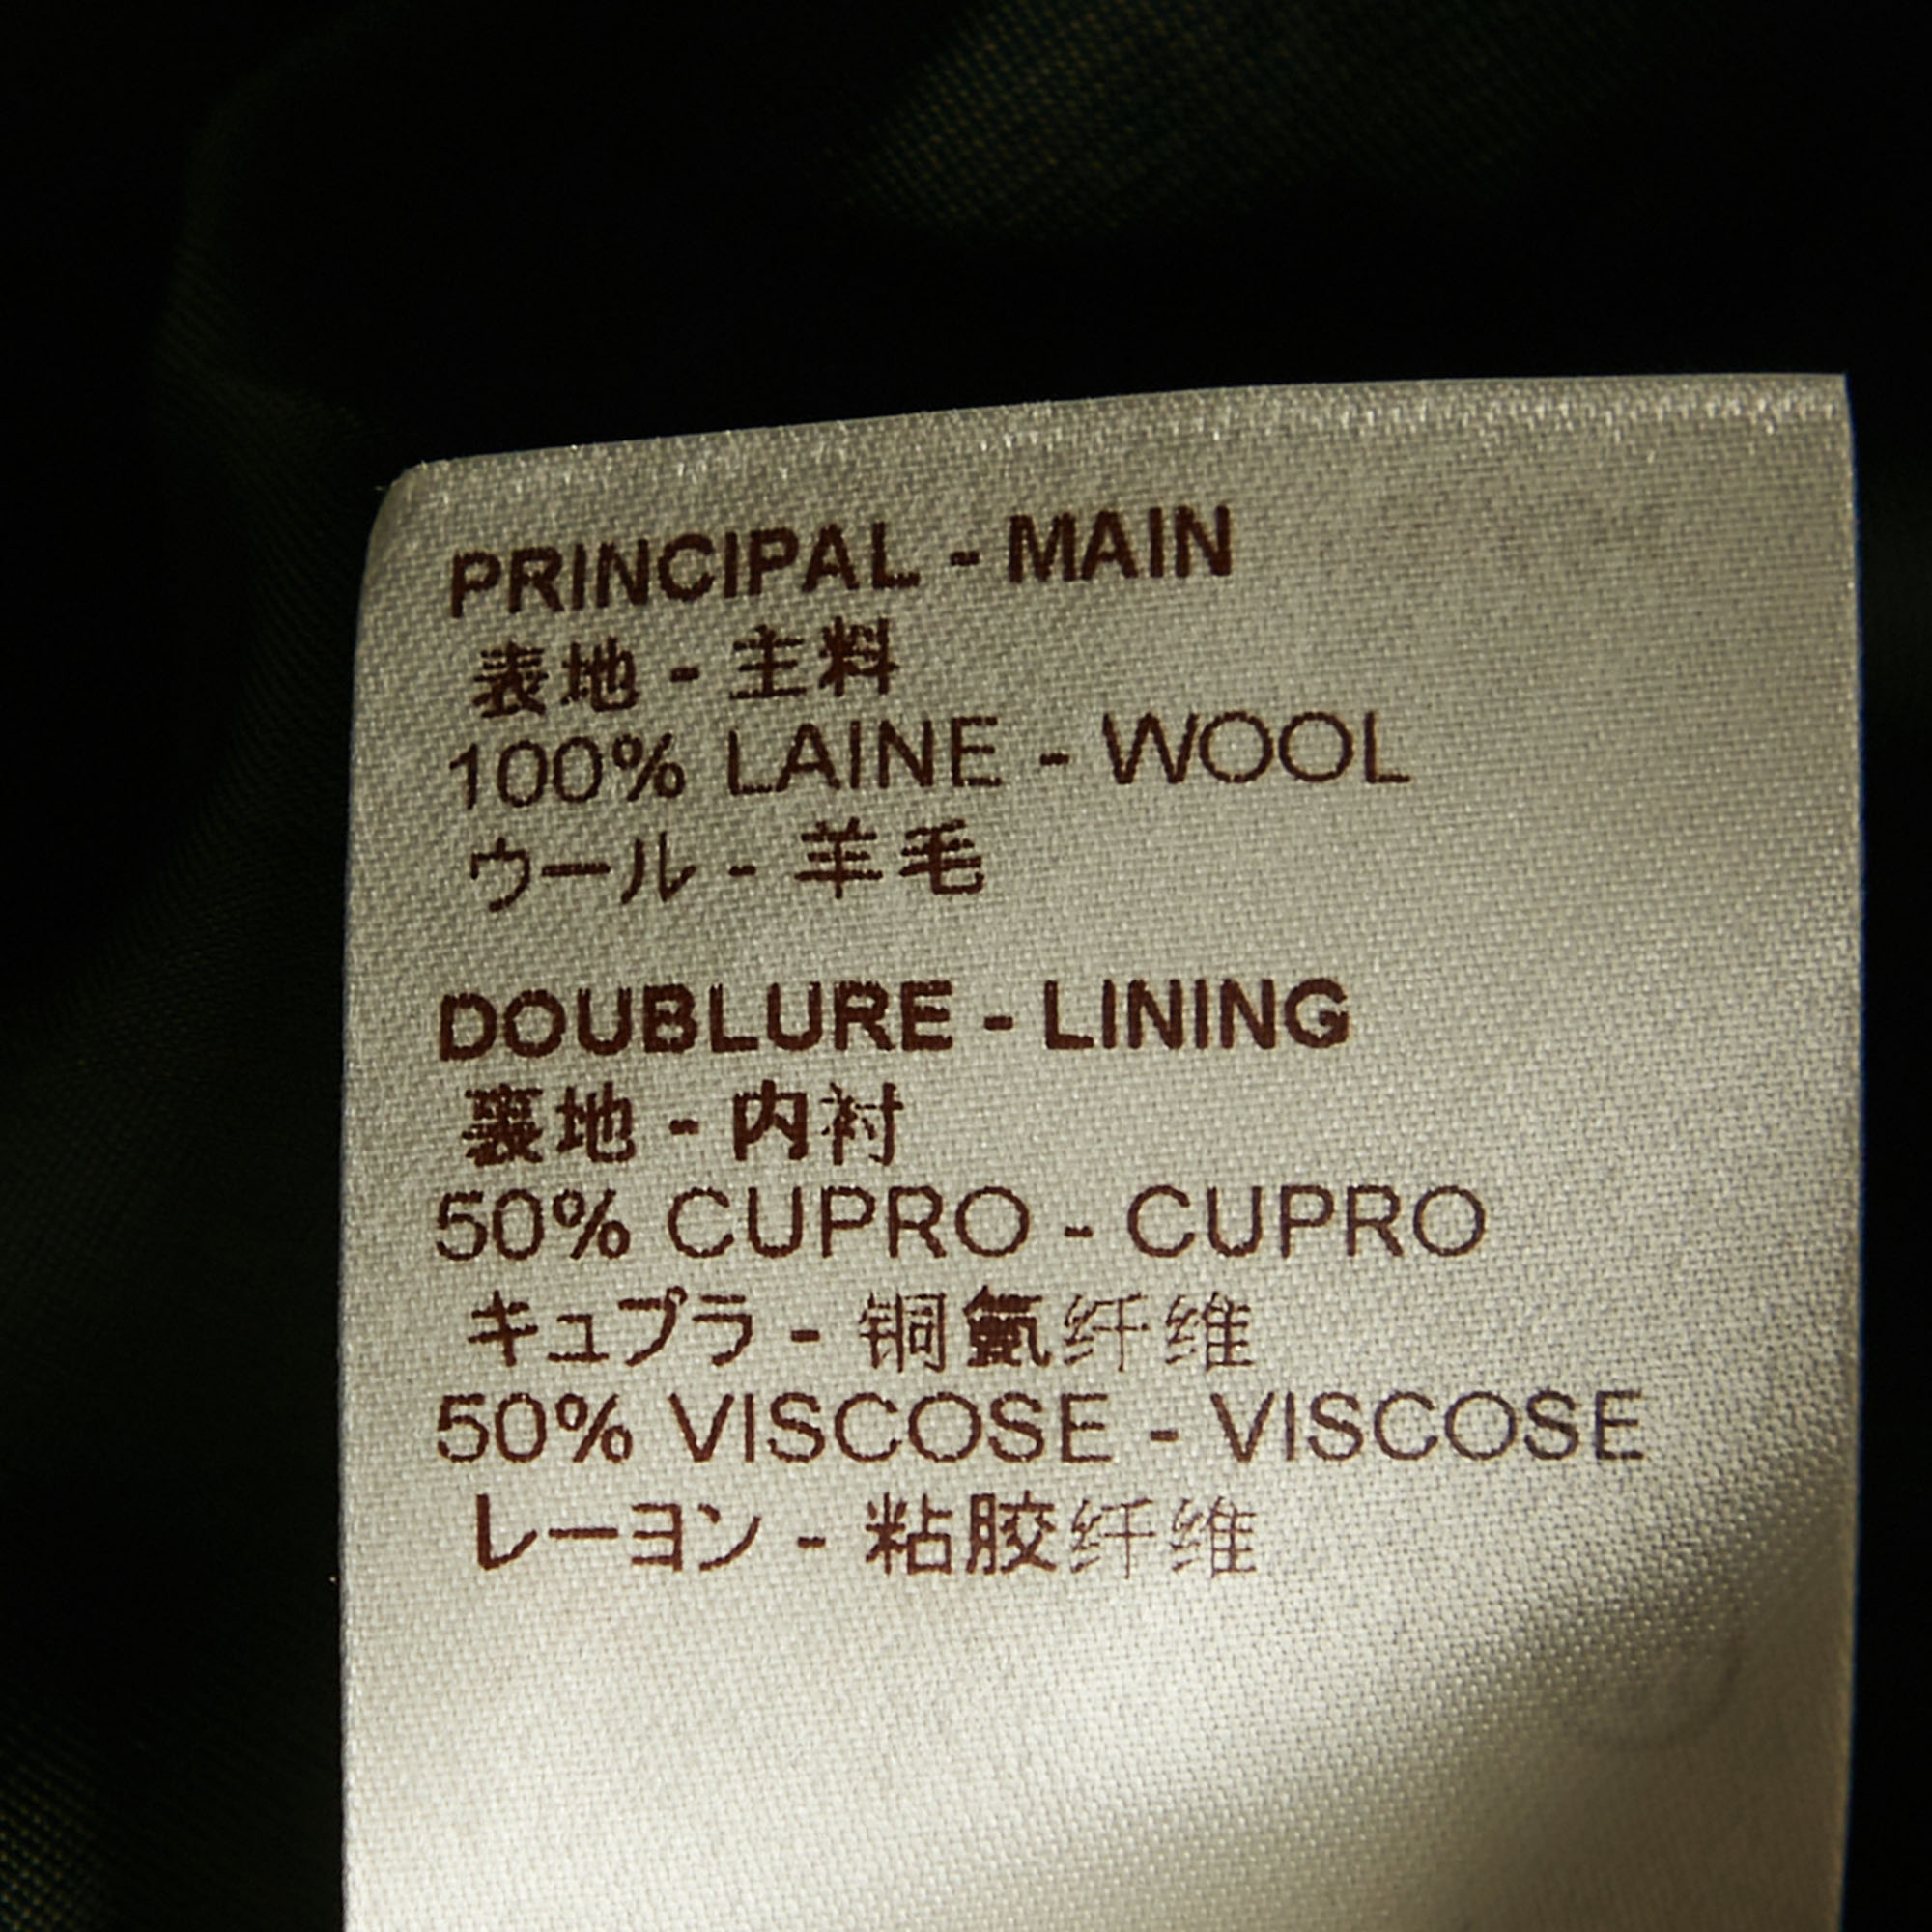 PRINCIPAL - MAIN
表地 - 主料
100% LAINE - WOOL
ウール - 羊毛
DOUBLURE - LINING
裏地 - 内衬
50% CUPRO - CUPRO
キュプラ - 铜氨纤维
50% VISCOSE - VISCOSE
レーヨン - 粘胶纤维